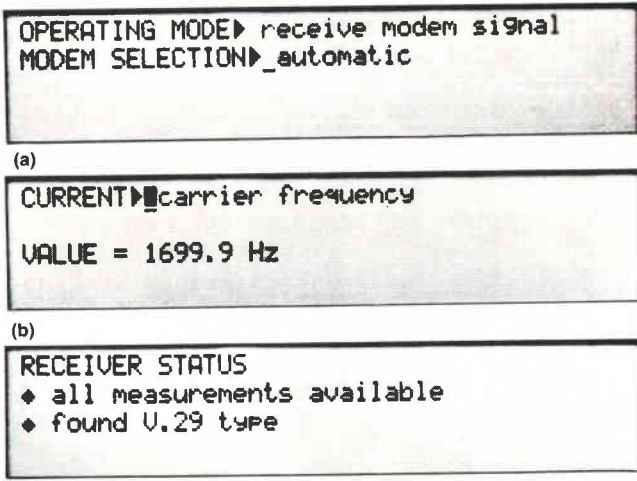 OPERATING MODE▶ receive modem signal
MODEM SELECTION▶_automatic
(a)
CURRENT▶█carrier frequency
VALUE = 1699.9 Hz
(b)
RECEIVER STATUS
◆ all measurements available
◆ found V.29 type